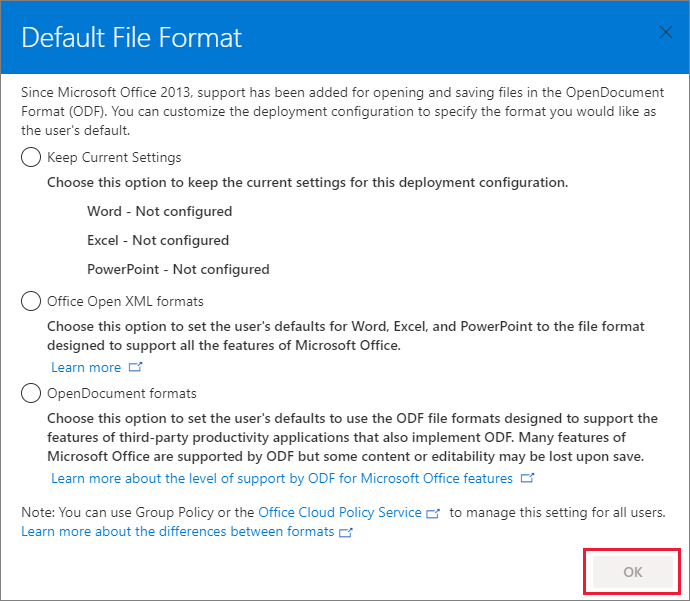 Default File Format
Since Microsoft Office 2013, support has been added for opening and saving files in the OpenDocument
Format (ODF). You can customize the deployment configuration to specify the format you would like as
the user's default.
Keep Current Settings
Choose this option to keep the current settings for this deployment configuration.
Word - Not configured
Excel - Not configured
PowerPoint - Not configured
Office Open XML formats
Choose this option to set the user's defaults for Word, Excel, and PowerPoint to the file format
designed to support all the features of Microsoft Office.
Learn more
OpenDocument formats
Choose this option to set the user's defaults to use the ODF file formats designed to support the
features of third-party productivity applications that also implement ODF. Many features of
Microsoft Office are supported by ODF but some content or editability may be lost upon save.
Learn more about the level of support by ODF for Microsoft Office features
Note: You can use Group Policy or the Office Cloud Policy Service to manage this setting for all users.
Learn more about the differences between formats
OK